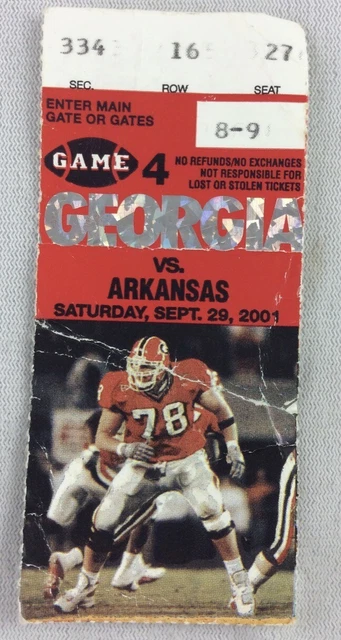 334 16 27
SEC. ROW SEAT
ENTER MAIN
GATE OR GATES
8-9
GAME 4
NO REFUNDS/NO EXCHANGES
NOT RESPONSIBLE FOR
LOST OR STOLEN TICKETS
GEORGIA
VS.
ARKANSAS
SATURDAY, SEPT. 29, 2001
G
78